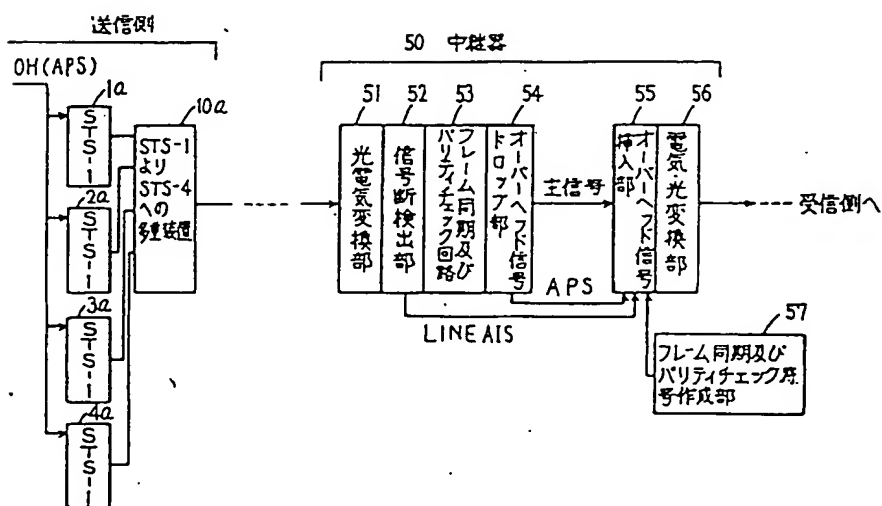 送信側
OH(APS)
1a
STS-1
2a
STS-1
3a
STS-1
4a
STS-1
10a
STS-1
より
STS-4
への
多重装置
50 中継器
51
光電気変換部
52
信号断検出部
53
フレーム同期及び
パリティチェック回路
54
オーバーヘッド信号
ドロップ部
主信号
APS
LINEAIS
55
オーバーヘッド信号
挿入部
56
電気・光変換部
受信側へ
57
フレーム同期及び
パリティチェック符
号作成部